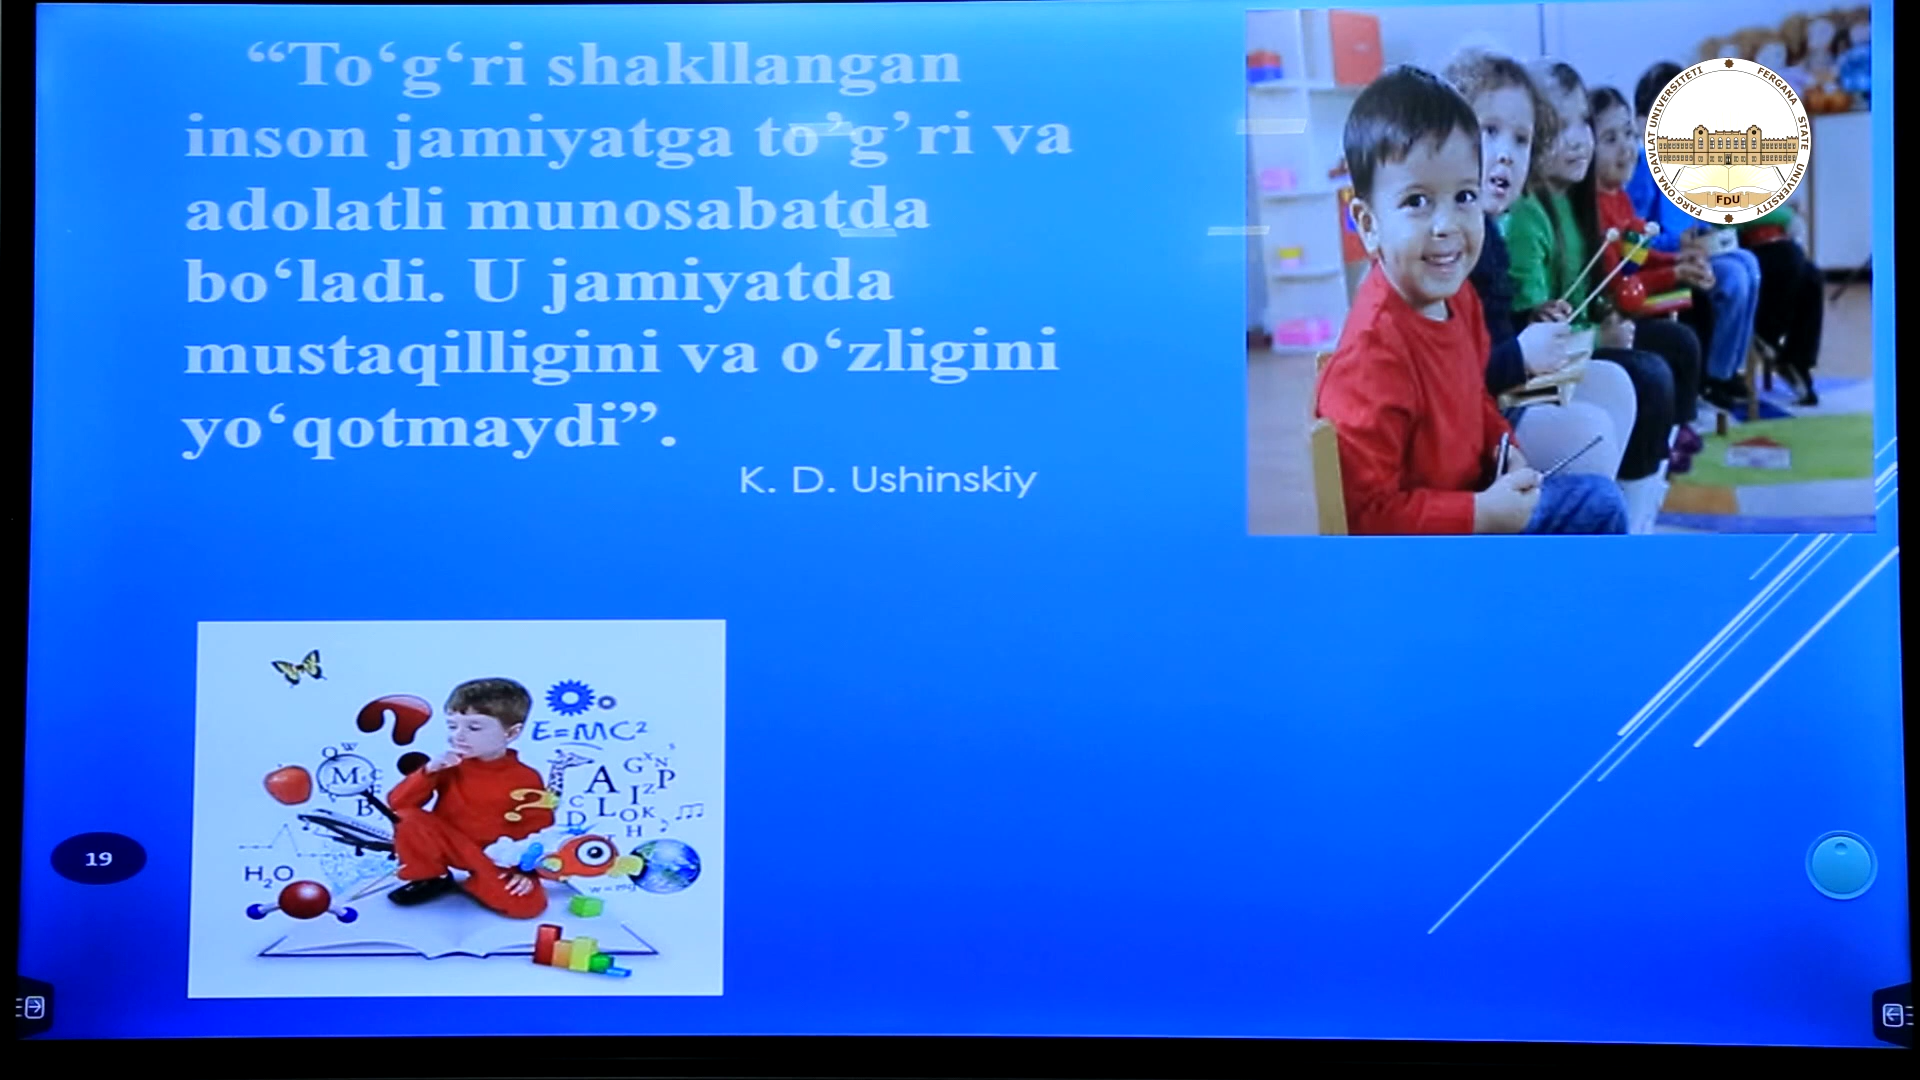 “To‘g‘ri shakllangan
inson jamiyatga to’g’ri va
adolatli munosabatda
bo‘ladi. U jamiyatda
mustaqilligini va o‘zligini
yo‘qotmaydi”.
K. D. Ushinskiy
FARG'ONA DAVLAT UNIVERSITETI
FERGANA STATE UNIVERSITY
FDU
E=MC²
Q W
M C
E
B
G X N S
A I Z P
C L O K
D H
H₂O
19